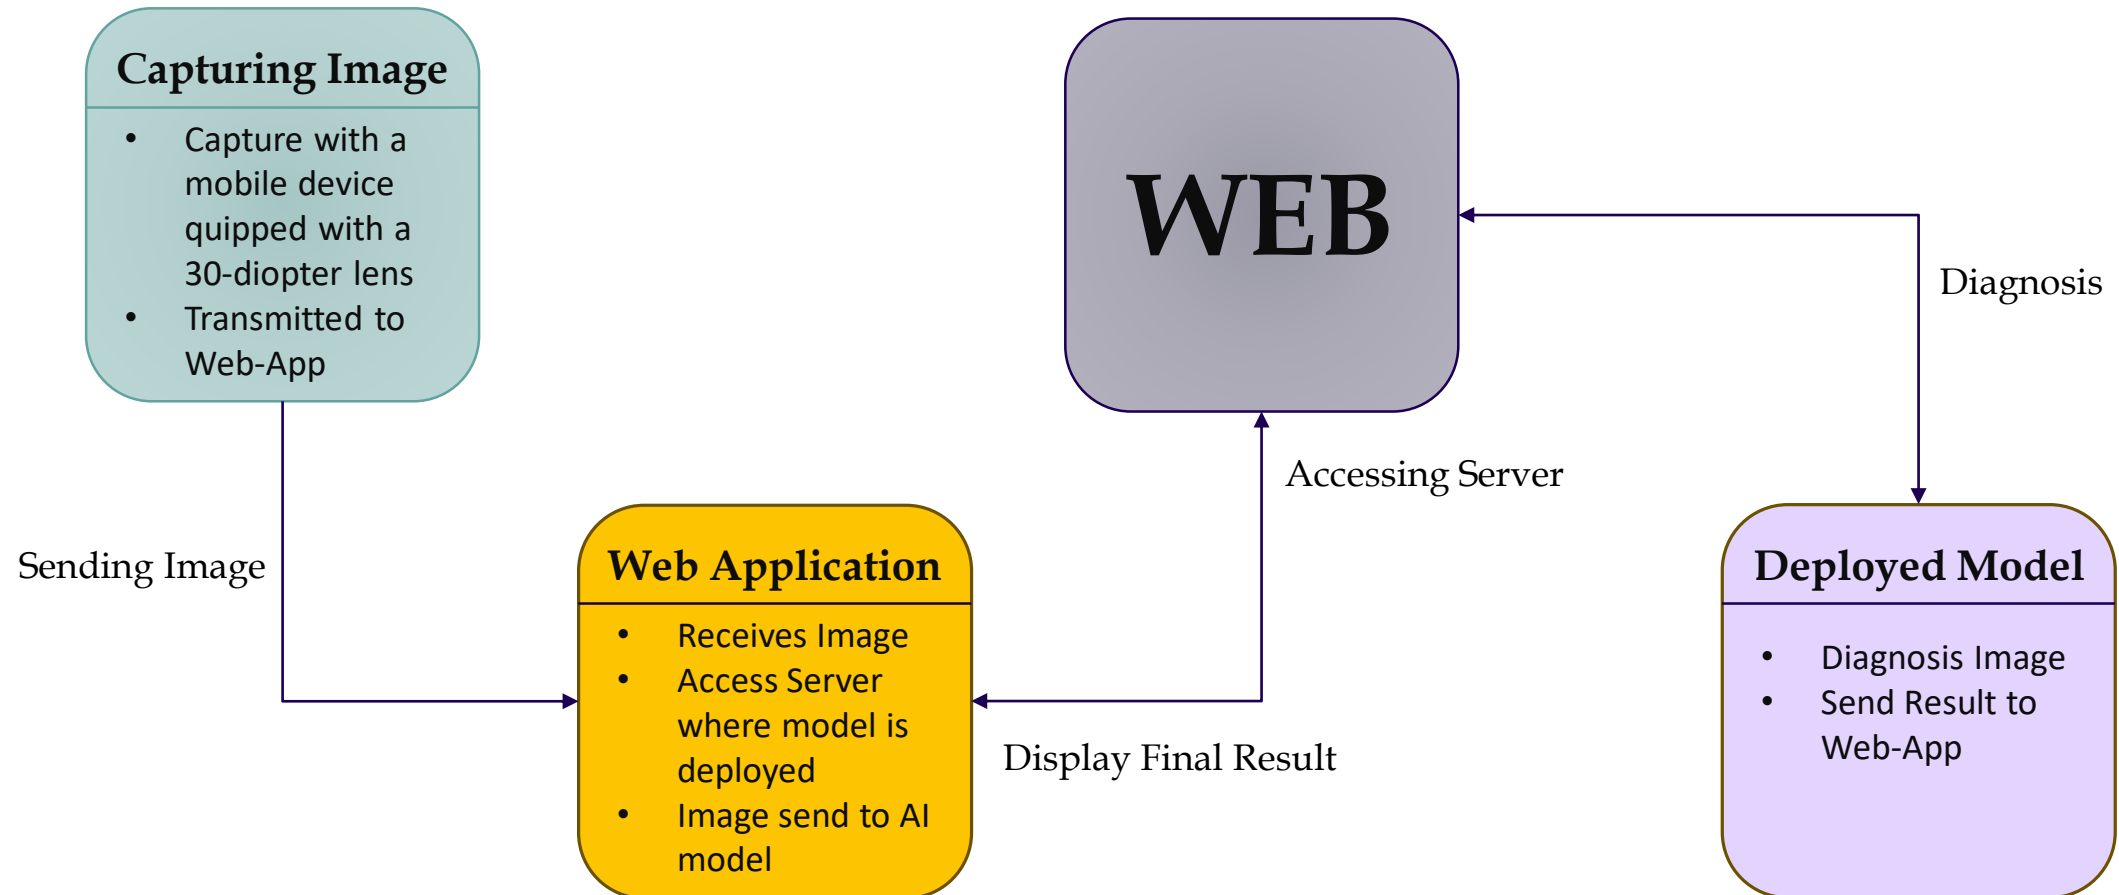 Capturing Image
• Capture with a
mobile device
quipped with a
30-diopter lens
• Transmitted to
Web-App
WEB
Diagnosis
Accessing Server
Sending Image
Web Application
• Receives Image
• Access Server
where model is
deployed
• Image send to AI
model
Display Final Result
Deployed Model
• Diagnosis Image
• Send Result to
Web-App